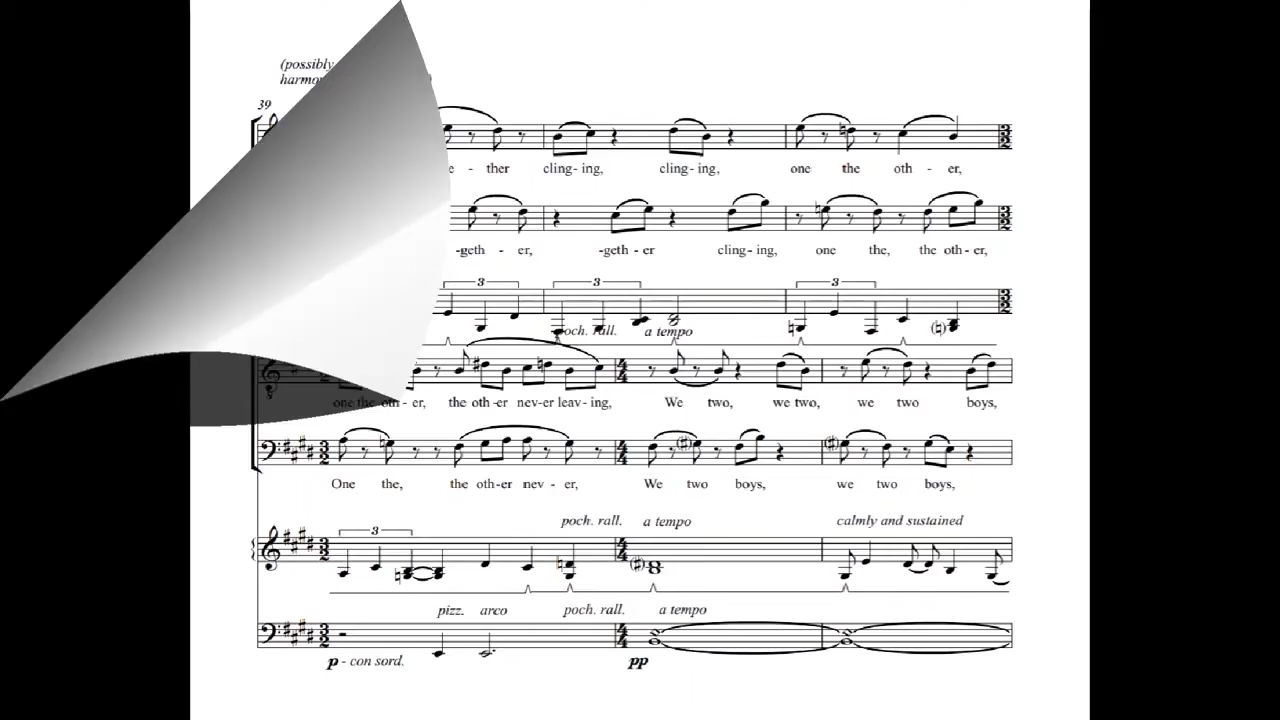 (possibly
39
e - ther cling- ing, cling- ing, one the oth - er,
-geth - er, -geth - er cling- ing, one the, the oth- er,
3 3 3
poch. rall. a tempo
one the oth - er, the oth -er nev-er leav- ing, We two, we two, we two boys,
One the, the oth- er nev - er, We two boys, we two boys,
poch. rall. a tempo calmly and sustained
3
pizz. arco poch. rall. a tempo
p - con sord. pp